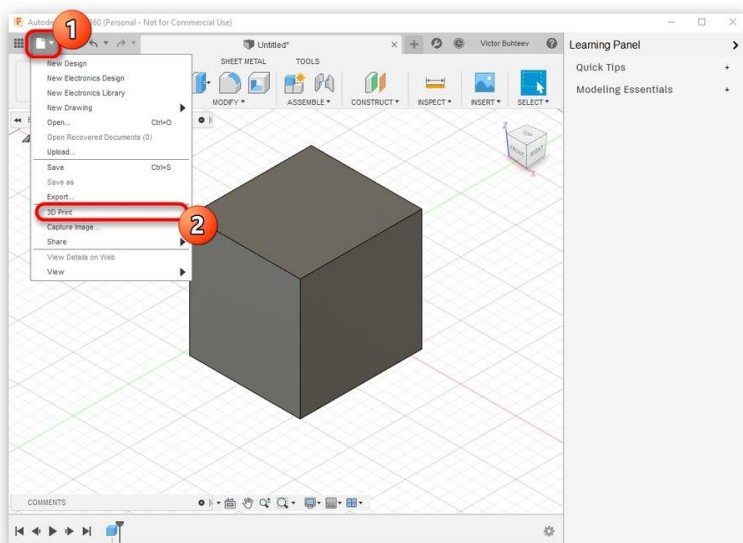 360 (Personal - Not for Commercial Use)
1
Untitled*
Victor Buhteev
Learning Panel
Quick Tips
Modeling Essentials
SHEET METAL
TOOLS
MODIFY
ASSEMBLE
CONSTRUCT
INSPECT
INSERT
SELECT
New Design
New Electronics Design
New Electronics Library
New Drawing
Open... Ctrl+O
Open Recovered Documents (0)
Upload...
Save Ctrl+S
Save as
Export...
3D Print
2
Capture Image...
Share
View Details on Web
View
Z
TOP
FRONT
RIGHT
X
COMMENTS